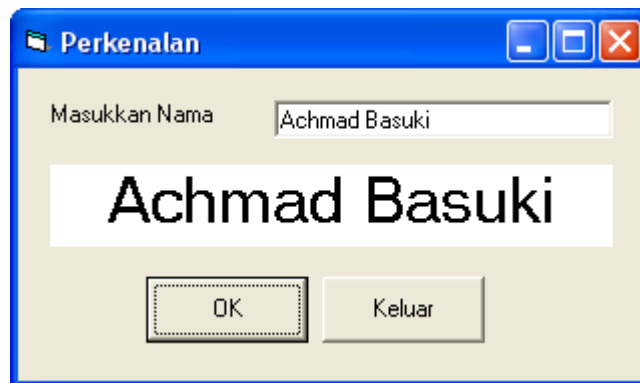 Perkenalan
Masukkan Nama Achmad Basuki
Achmad Basuki
OK Keluar